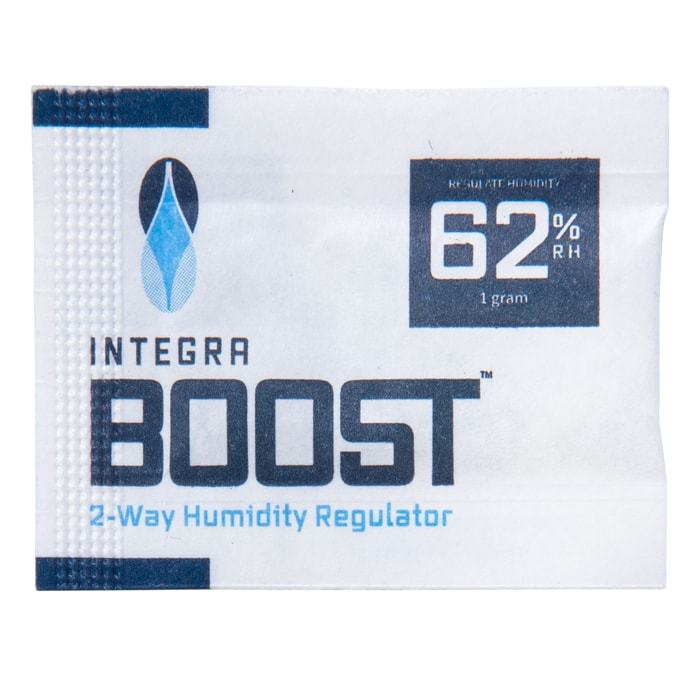 REGULATE HUMIDITY
62%
RH
1 gram
INTEGRA
BOOST™
2-Way Humidity Regulator